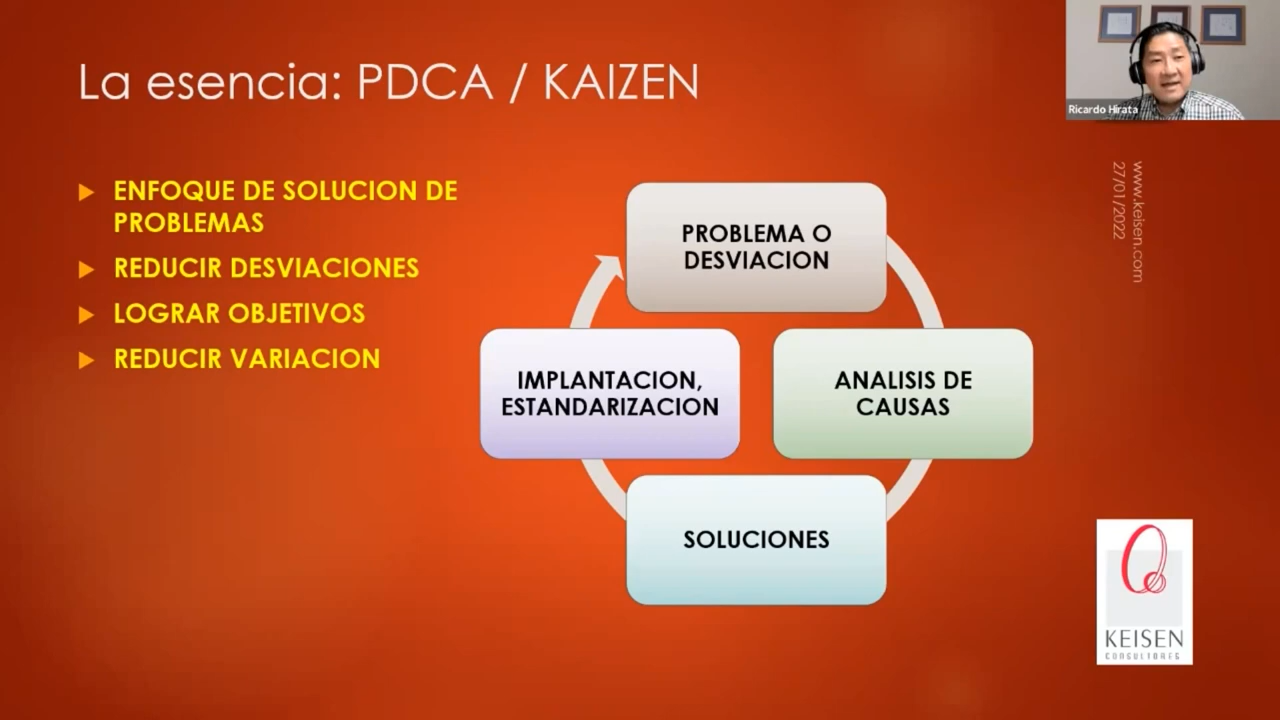 La esencia: PDCA / KAIZEN
Ricardo Hirata
ENFOQUE DE SOLUCION DE
PROBLEMAS
REDUCIR DESVIACIONES
LOGRAR OBJETIVOS
REDUCIR VARIACION
PROBLEMA O
DESVIACION
ANALISIS DE
CAUSAS
SOLUCIONES
IMPLANTACION,
ESTANDARIZACION
www.keisen.com
27/01/2022
KEISEN
CONSULTORES